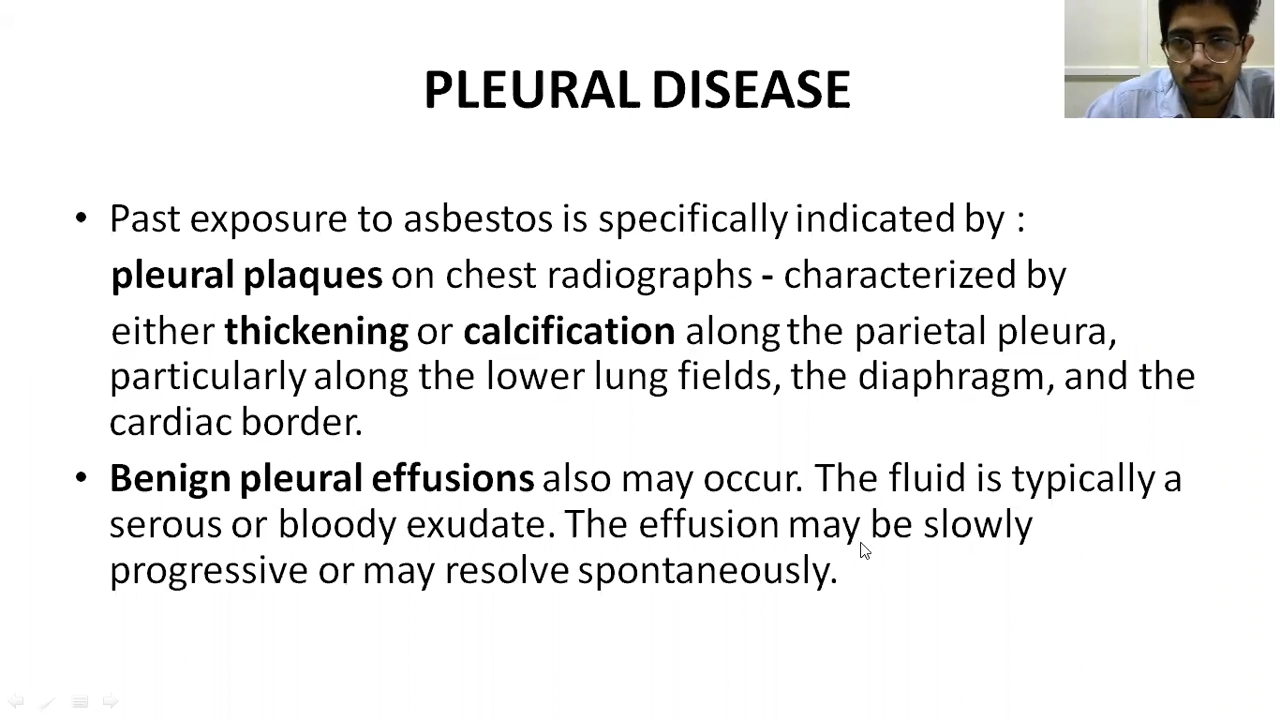 PLEURAL DISEASE
• Past exposure to asbestos is specifically indicated by :
pleural plaques on chest radiographs - characterized by
either thickening or calcification along the parietal pleura,
particularly along the lower lung fields, the diaphragm, and the
cardiac border.
• Benign pleural effusions also may occur. The fluid is typically a
serous or bloody exudate. The effusion may be slowly
progressive or may resolve spontaneously.